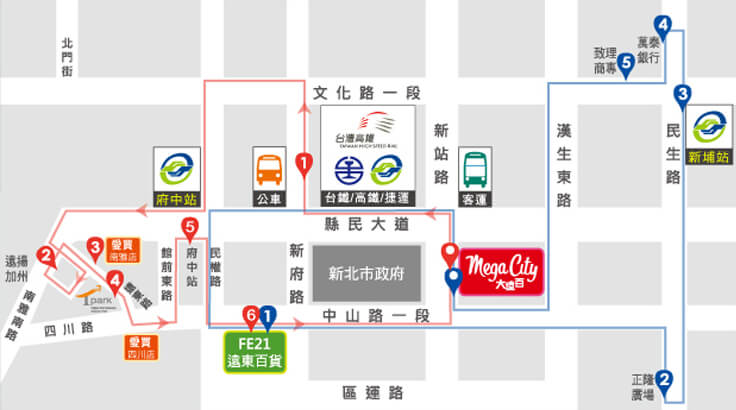 北門街
文化路一段
台灣高鐵
TAIWAN HIGH SPEED RAIL
台鐵/高鐵/捷運
新站路
漢生東路
民生路
4
萬泰
銀行
致理
商專
5
3
新埔站
府中站
公車
1
客運
縣民大道
遠揚
加州
2
3
愛買
南雅店
4
1park
南雅南路
四川路
愛買
四川店
館前東路
5
府中站
民權路
新府路
新北市政府
Mega City
大遠百
中山路一段
6
1
FE21
遠東百貨
區運路
正隆
廣場
2